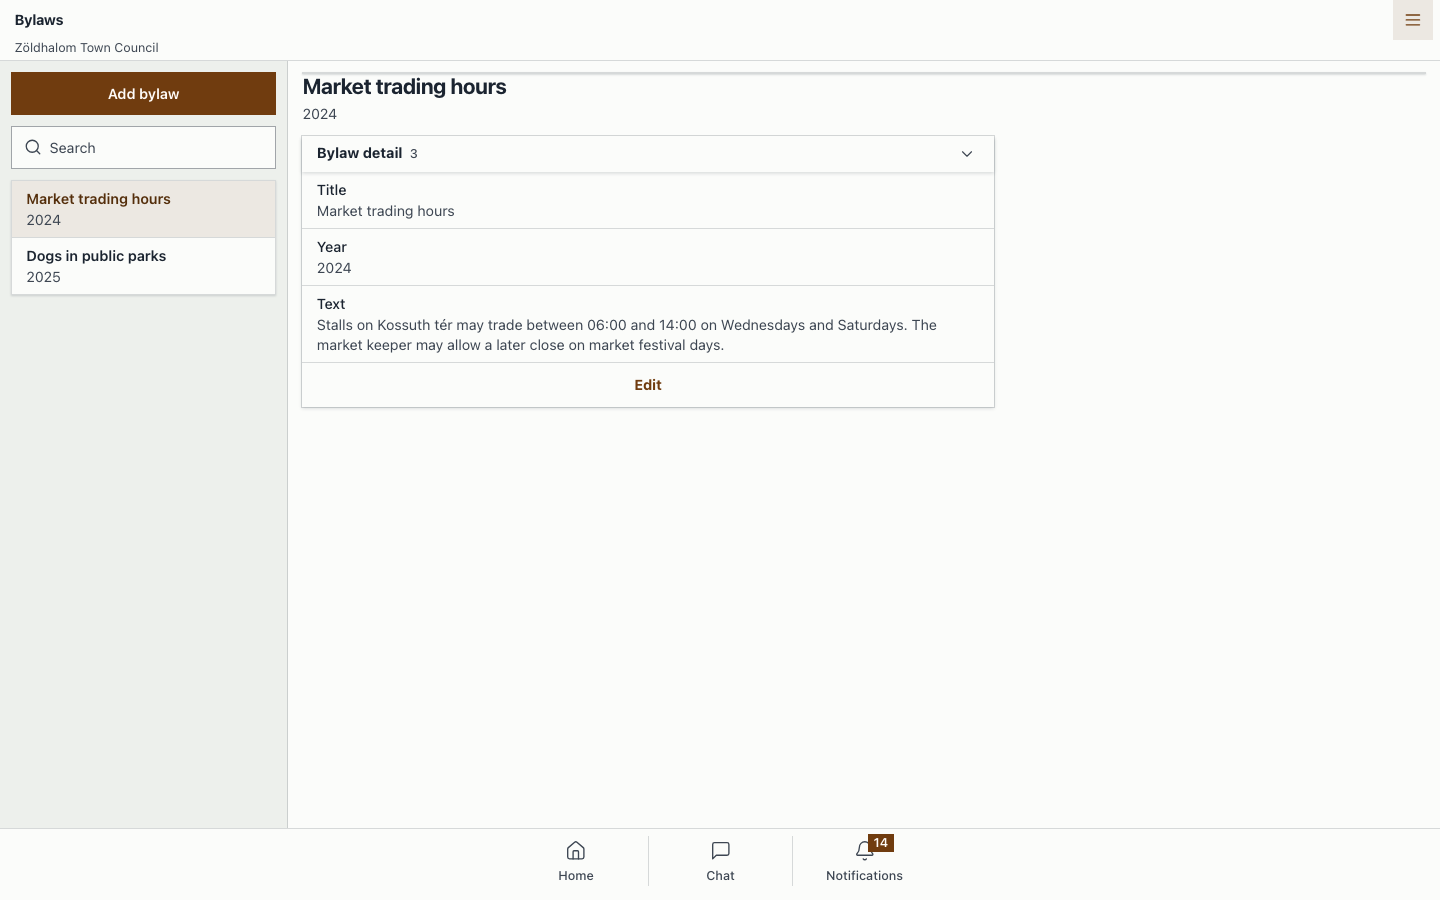 Bylaws
Zöldhalom Town Council
Add bylaw
Search
Market trading hours
2024
Dogs in public parks
2025
Market trading hours
2024
Bylaw detail 3
Title
Market trading hours
Year
2024
Text
Stalls on Kossuth tér may trade between 06:00 and 14:00 on Wednesdays and Saturdays. The
market keeper may allow a later close on market festival days.
Edit
Home
Chat
14
Notifications